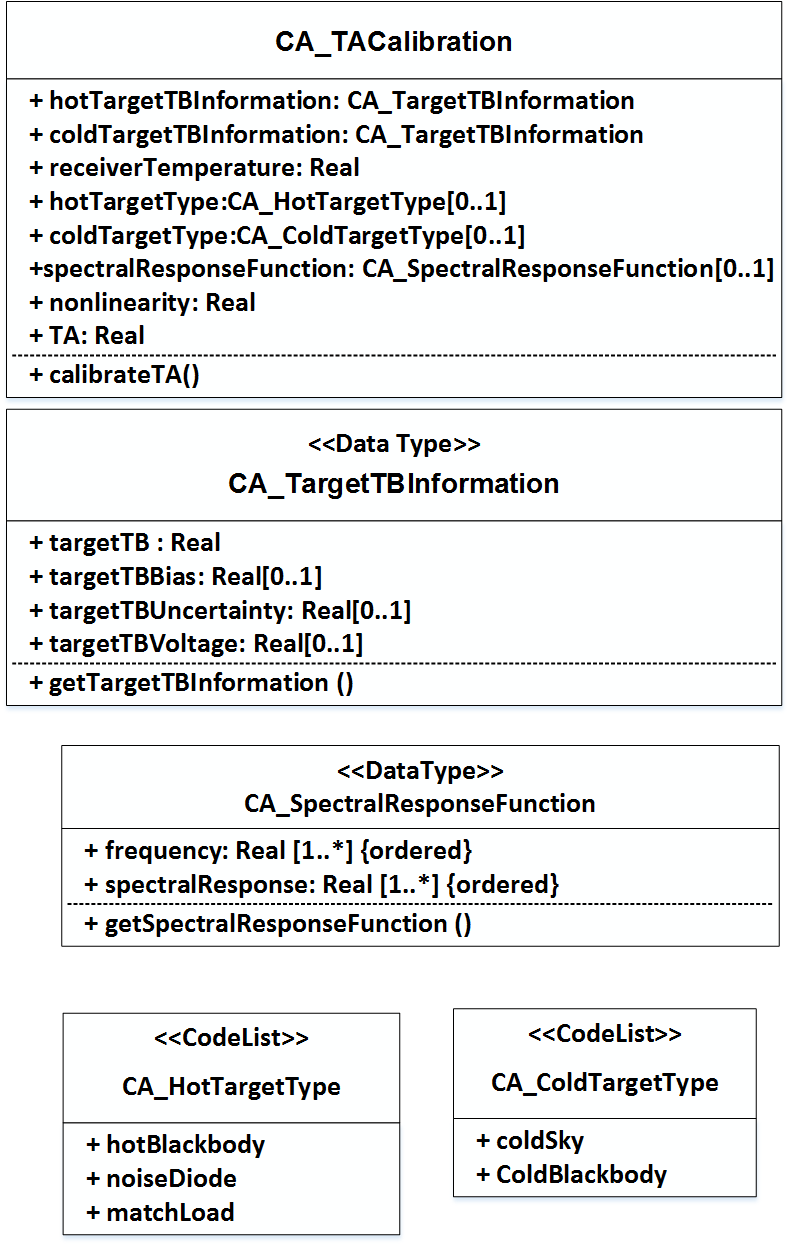 CA_TACalibration
+ hotTargetTBInformation: CA_TargetTBInformation
+ coldTargetTBInformation: CA_TargetTBInformation
+ receiverTemperature: Real
+ hotTargetType:CA_HotTargetType[0..1]
+ coldTargetType:CA_ColdTargetType[0..1]
+spectralResponseFunction: CA_SpectralResponseFunction[0..1]
+ nonlinearity: Real
+ TA: Real
+ calibrateTA()
<<Data Type>>
CA_TargetTBInformation
+ targetTB : Real
+ targetTBBias: Real[0..1]
+ targetTBUncertainty: Real[0..1]
+ targetTBVoltage: Real[0..1]
+ getTargetTBInformation ()
<<DataType>>
CA_SpectralResponseFunction
+ frequency: Real [1..*] {ordered}
+ spectralResponse: Real [1..*] {ordered}
+ getSpectralResponseFunction ()
<<CodeList>>
CA_HotTargetType
+ hotBlackbody
+ noiseDiode
+ matchLoad
<<CodeList>>
CA_ColdTargetType
+ coldSky
+ ColdBlackbody